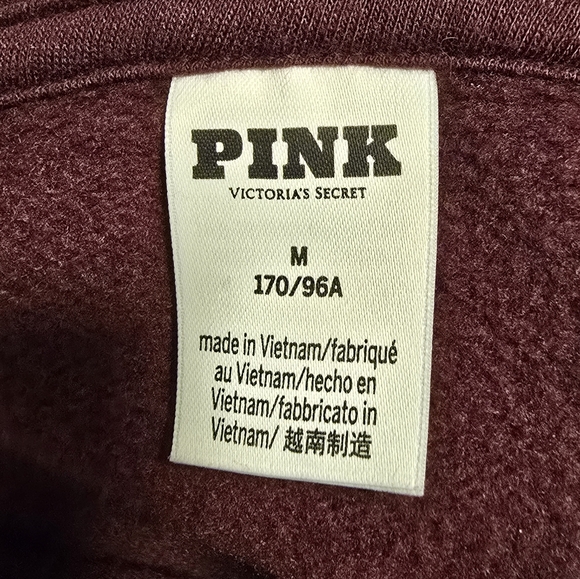 PINK
VICTORIA'S SECRET
M
170/96A
made in Vietnam/fabriqué
au Vietnam/hecho en
Vietnam/fabbricato in
Vietnam/ 越南制造